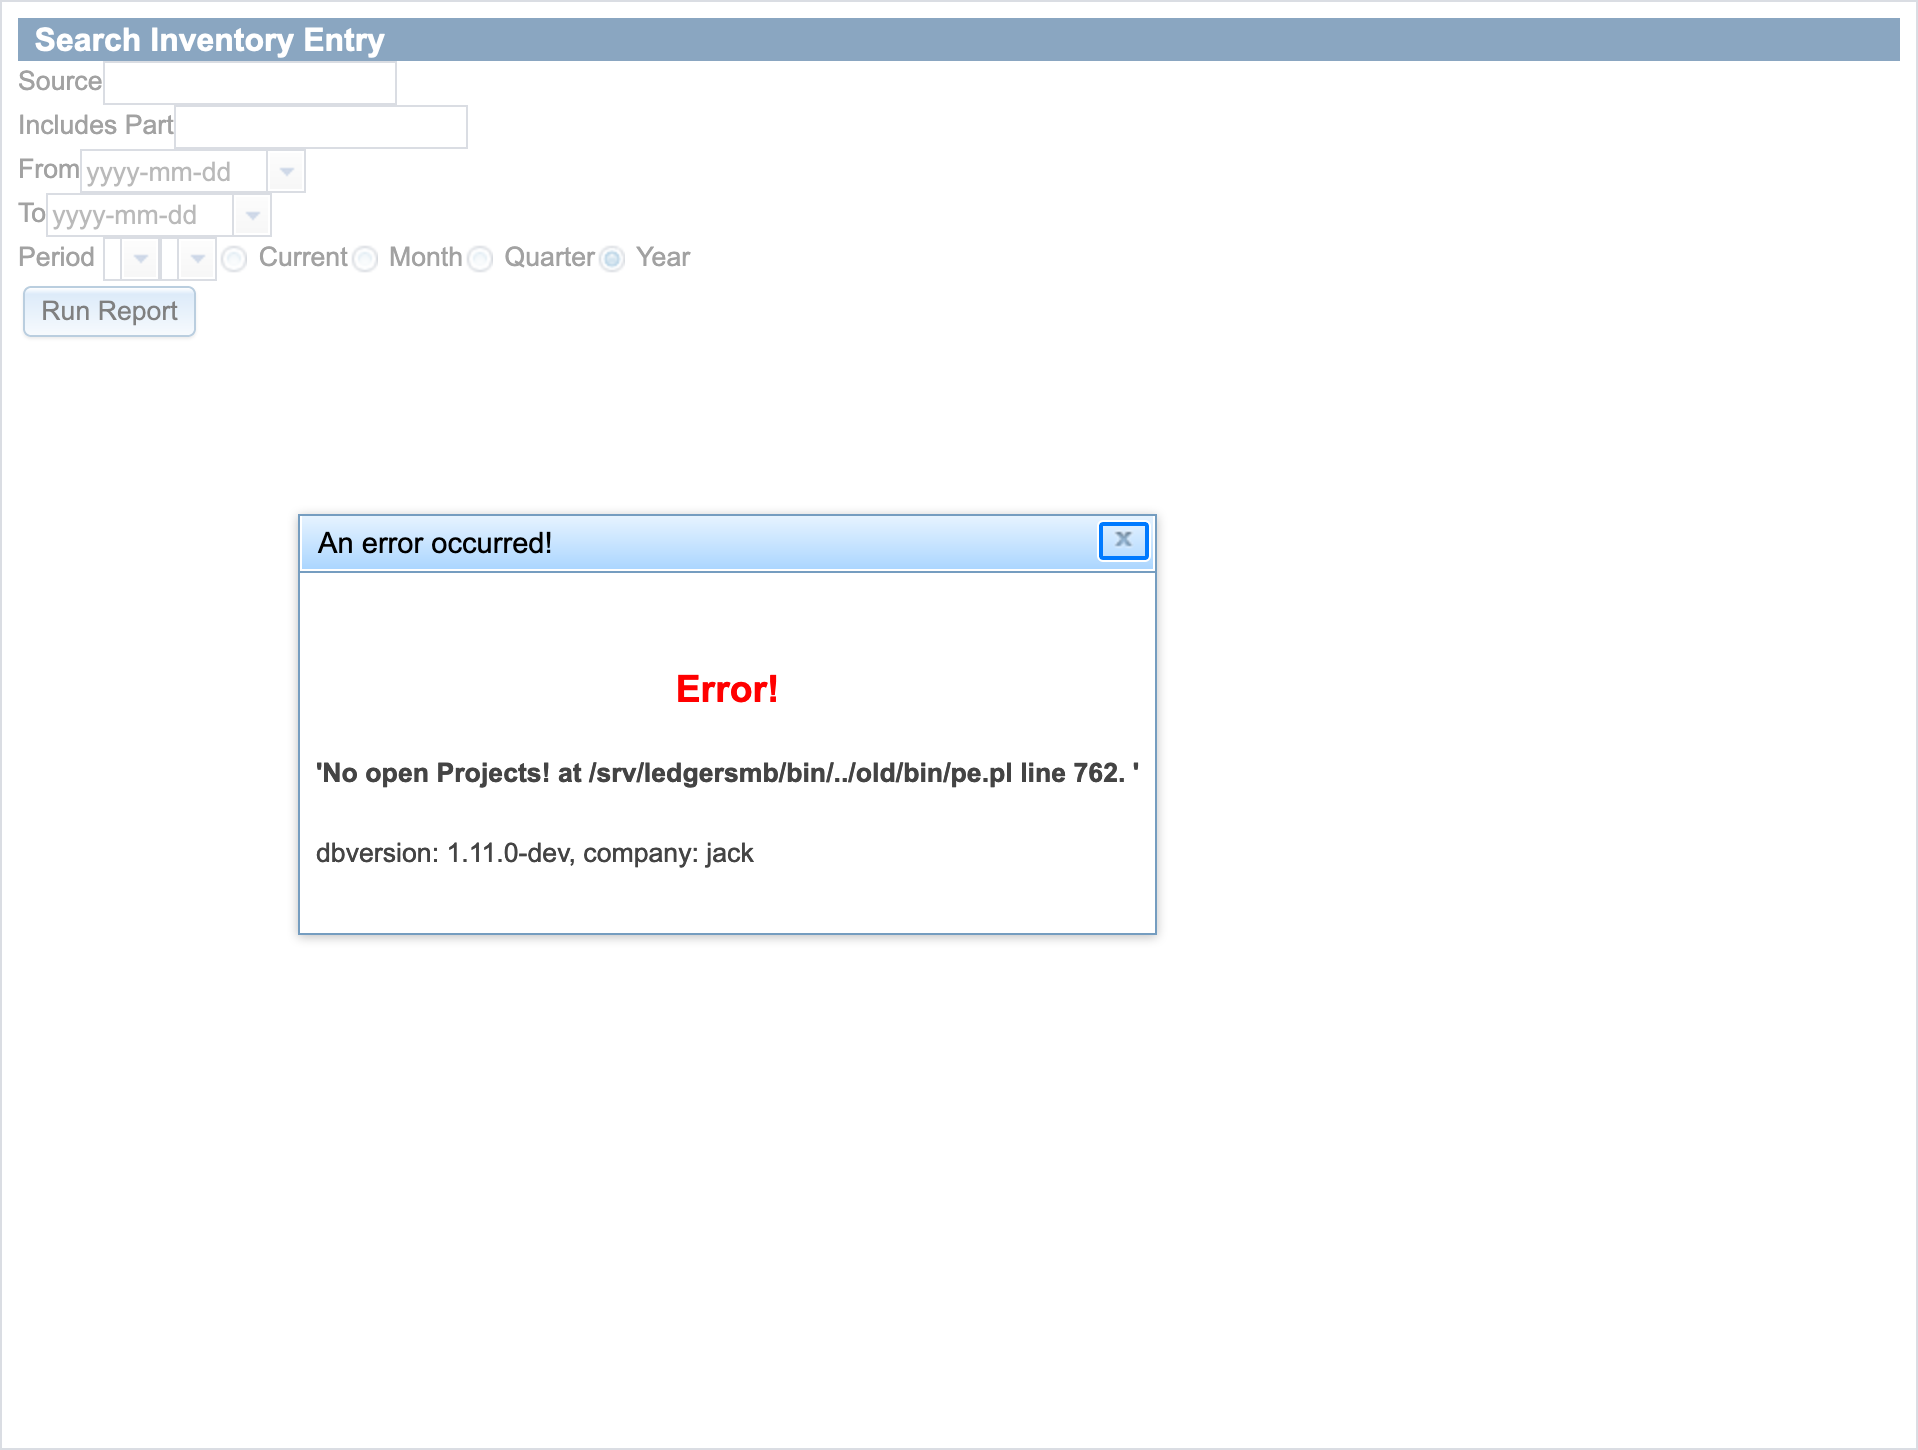 Search Inventory Entry
Source
Includes Part
From yyyy-mm-dd
To yyyy-mm-dd
Period Current Month Quarter Year
Run Report
An error occurred! x
Error!
'No open Projects! at /srv/ledgersmb/bin/../old/bin/pe.pl line 762. '
dbversion: 1.11.0-dev, company: jack